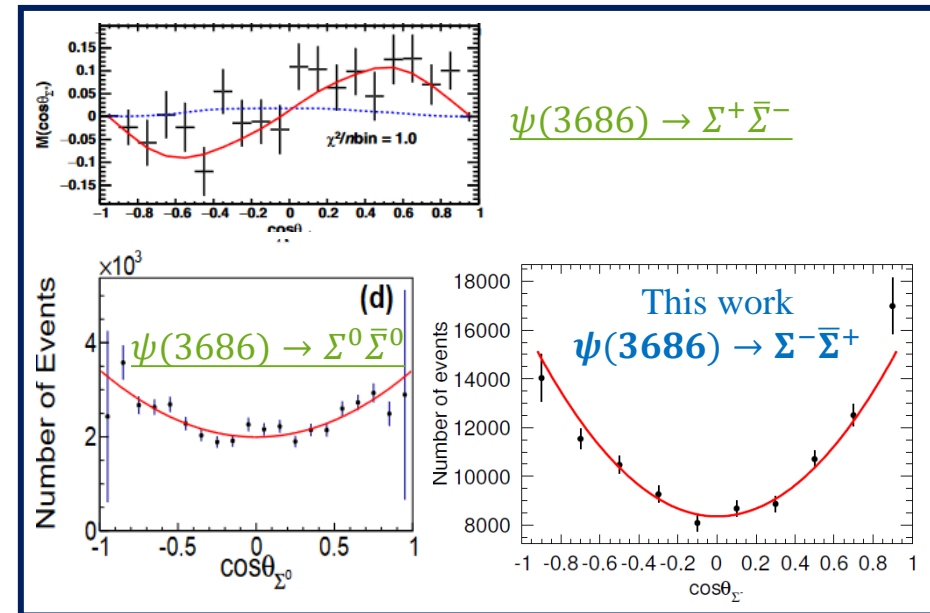 M(cosθ_Σ⁺)
0.15
0.1
0.05
0
−0.05
−0.1
−0.15
χ²/nbin = 1.0
−1 −0.8 −0.6 −0.4 −0.2 0 0.2 0.4 0.6 0.8 1
cosθ
ψ(3686) → Σ⁺Σ̅⁻
×10³
(d)
ψ(3686) → Σ⁰Σ̅⁰
Number of Events
4
2
0
-1 -0.5 0 0.5 1
cosθ_Σ⁰
This work
ψ(3686) → Σ⁻Σ̅⁺
Number of events
18000
16000
14000
12000
10000
8000
-1 -0.8 -0.6 -0.4 -0.2 0 0.2 0.4 0.6 0.8 1
cosθ_Σ⁻